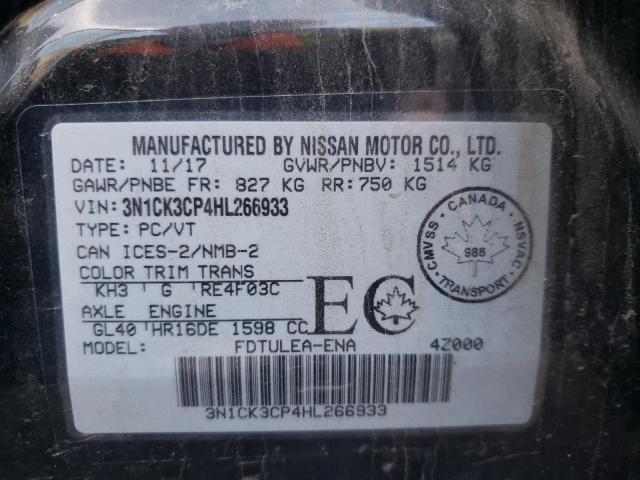 MANUFACTURED BY NISSAN MOTOR CO., LTD.
DATE: 11/17 GVWR/PNBV: 1514 KG
GAWR/PNBE FR: 827 KG RR: 750 KG
VIN: 3N1CK3CP4HL266933
TYPE: PC/VT
CAN ICES-2/NMB-2
COLOR TRIM TRANS
KH3 ' G ' RE4F03C
AXLE ENGINE
GL40 ' HR16DE 1598 CC
MODEL: FDTULEA-ENA 4Z000
EC
CANADA
CMVSS · NSVAC
986
TRANSPORT
3N1CK3CP4HL266933